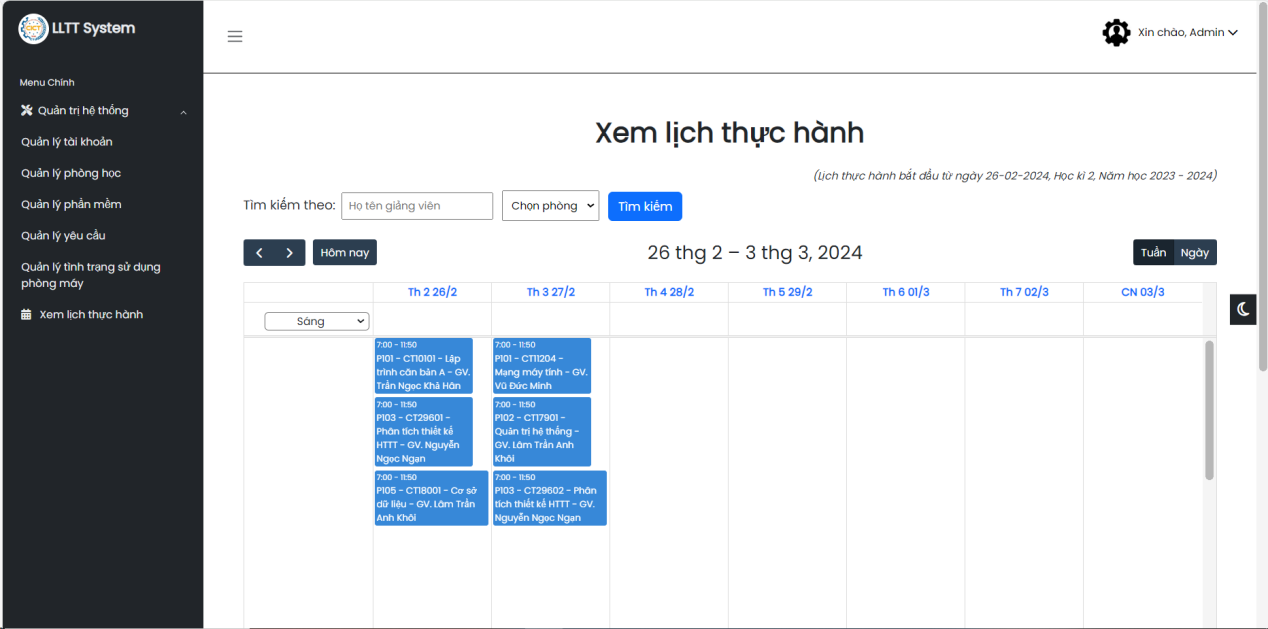 CICT
LLTT System
Xin chào, Admin
Menu Chính
Quản trị hệ thống
Quản lý tài khoản
Quản lý phòng học
Quản lý phần mềm
Quản lý yêu cầu
Quản lý tình trạng sử dụng
phòng máy
Xem lịch thực hành
Xem lịch thực hành
(Lịch thực hành bắt đầu từ ngày 26-02-2024, Học kì 2, Năm học 2023 - 2024)
Tìm kiếm theo: Họ tên giảng viên Chọn phòng Tìm kiếm
Hôm nay 26 thg 2 – 3 thg 3, 2024 Tuần Ngày
Th 2 26/2 Th 3 27/2 Th 4 28/2 Th 5 29/2 Th 6 01/3 Th 7 02/3 CN 03/3
Sáng
7:00 - 11:50
P101 - CT10101 - Lập
trình căn bản A - GV.
Trần Ngọc Khả Hân
7:00 - 11:50
P103 - CT29601 -
Phân tích thiết kế
HTTT - GV. Nguyễn
Ngọc Ngạn
7:00 - 11:50
P105 - CT18001 - Cơ sở
dữ liệu - GV. Lâm Trần
Anh Khôi
7:00 - 11:50
P101 - CT11204 -
Mạng máy tính - GV.
Vũ Đức Minh
7:00 - 11:50
P102 - CT17901 -
Quản trị hệ thống -
GV. Lâm Trần Anh
Khôi
7:00 - 11:50
P103 - CT29602 - Phân
tích thiết kế HTTT - GV.
Nguyễn Ngọc Ngạn